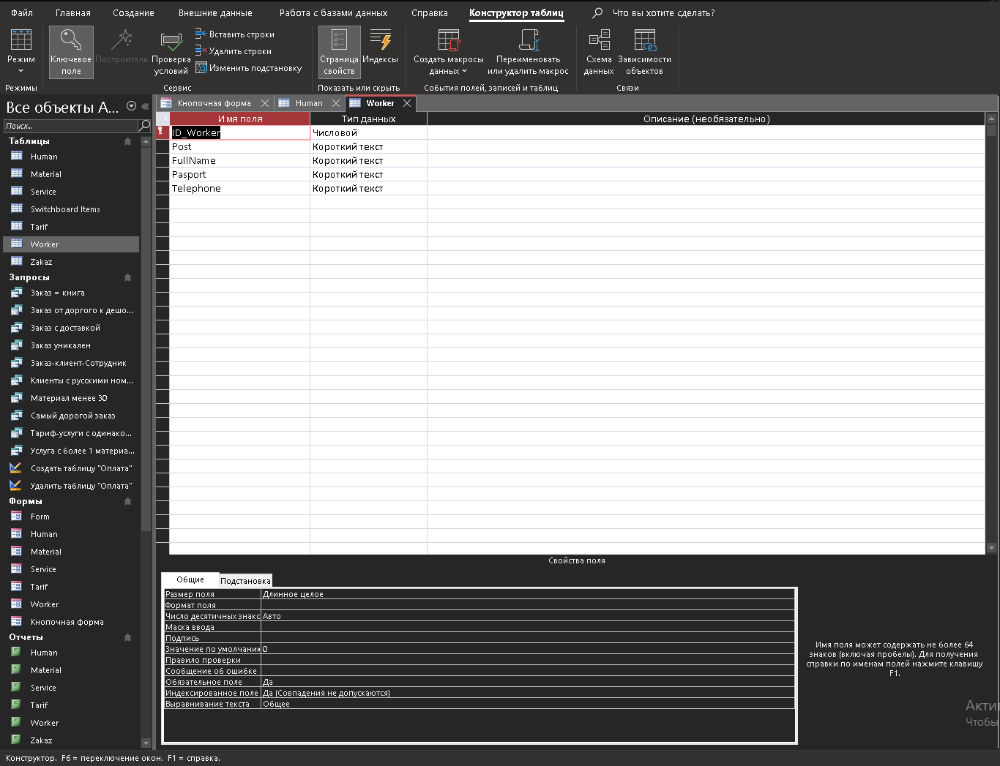 Файл Главная Создание Внешние данные Работа с базами данных Справка Конструктор таблиц Что вы хотите сделать?
Режим
Ключевое поле
Построитель
Проверка условий
Вставить строки
Удалить строки
Изменить подстановку
Страница свойств
Индексы
Создать макросы данных
Переименовать или удалить макрос
Схема данных
Зависимости объектов
Режимы Сервис Показать или скрыть События полей, записей и таблиц Связи
Все объекты A...
Поиск...
Таблицы
Human
Material
Service
Switchboard Items
Tarif
Worker
Zakaz
Запросы
Заказ = книга
Заказ от доргого к дешо...
Заказ с доставкой
Заказ уникален
Заказ-клиент-Сотрудник
Клиенты с русскими ном...
Материал менее 30
Самый дорогой заказ
Тариф-услуги с одинако...
Услуга с более 1 материа...
Создать таблицу "Оплата"
Удалить таблицу "Оплата"
Формы
Form
Human
Material
Service
Tarif
Worker
Кнопочная форма
Отчеты
Human
Material
Service
Tarif
Worker
Zakaz
Кнопочная форма Human Worker
Имя поля Тип данных Описание (необязательно)
ID_Worker Числовой
Post Короткий текст
FullName Короткий текст
Pasport Короткий текст
Telephone Короткий текст
Свойства поля
Общие Подстановка
Размер поля Длинное целое
Формат поля
Число десятичных знакс Авто
Маска ввода
Подпись
Значение по умолчани 0
Правило проверки
Сообщение об ошибке
Обязательное поле Да
Индексированное поле Да (Совпадения не допускаются)
Выравнивание текста Общее
Имя поля может содержать не более 64
знаков (включая пробелы). Для получения
справки по именам полей нажмите клавишу
F1.
Акти
Чтобы
Конструктор. F6 = переключение окон. F1 = справка.